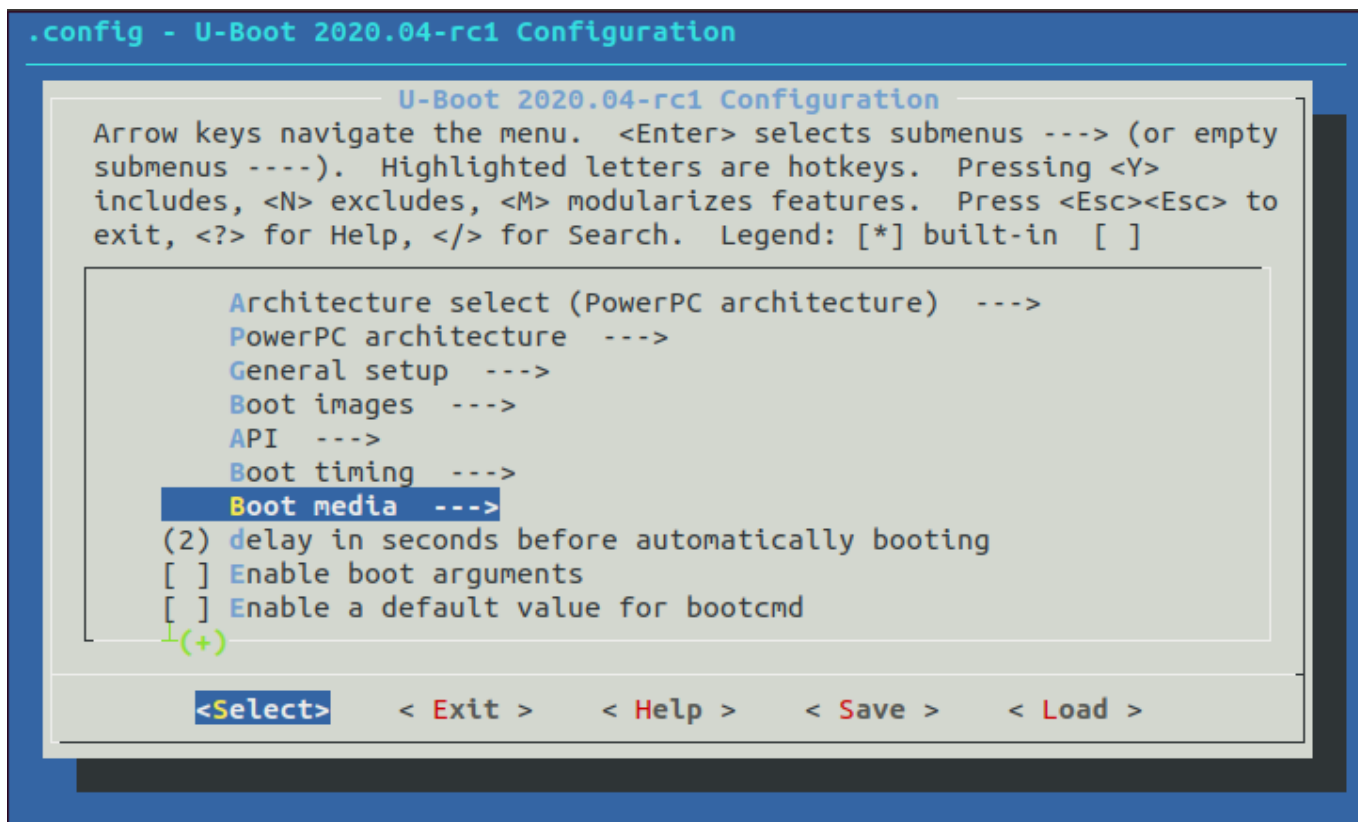 .config - U-Boot 2020.04-rc1 Configuration
U-Boot 2020.04-rc1 Configuration
Arrow keys navigate the menu.  <Enter> selects submenus ---> (or empty
submenus ----).  Highlighted letters are hotkeys.  Pressing <Y>
includes, <N> excludes, <M> modularizes features.  Press <Esc><Esc> to
exit, <?> for Help, </> for Search.  Legend: [*] built-in  [ ]
Architecture select (PowerPC architecture)  --->
PowerPC architecture  --->
General setup  --->
Boot images  --->
API  --->
Boot timing  --->
Boot media  --->
(2) delay in seconds before automatically booting
[ ] Enable boot arguments
[ ] Enable a default value for bootcmd
┴(+)
<Select>    < Exit >    < Help >    < Save >    < Load >